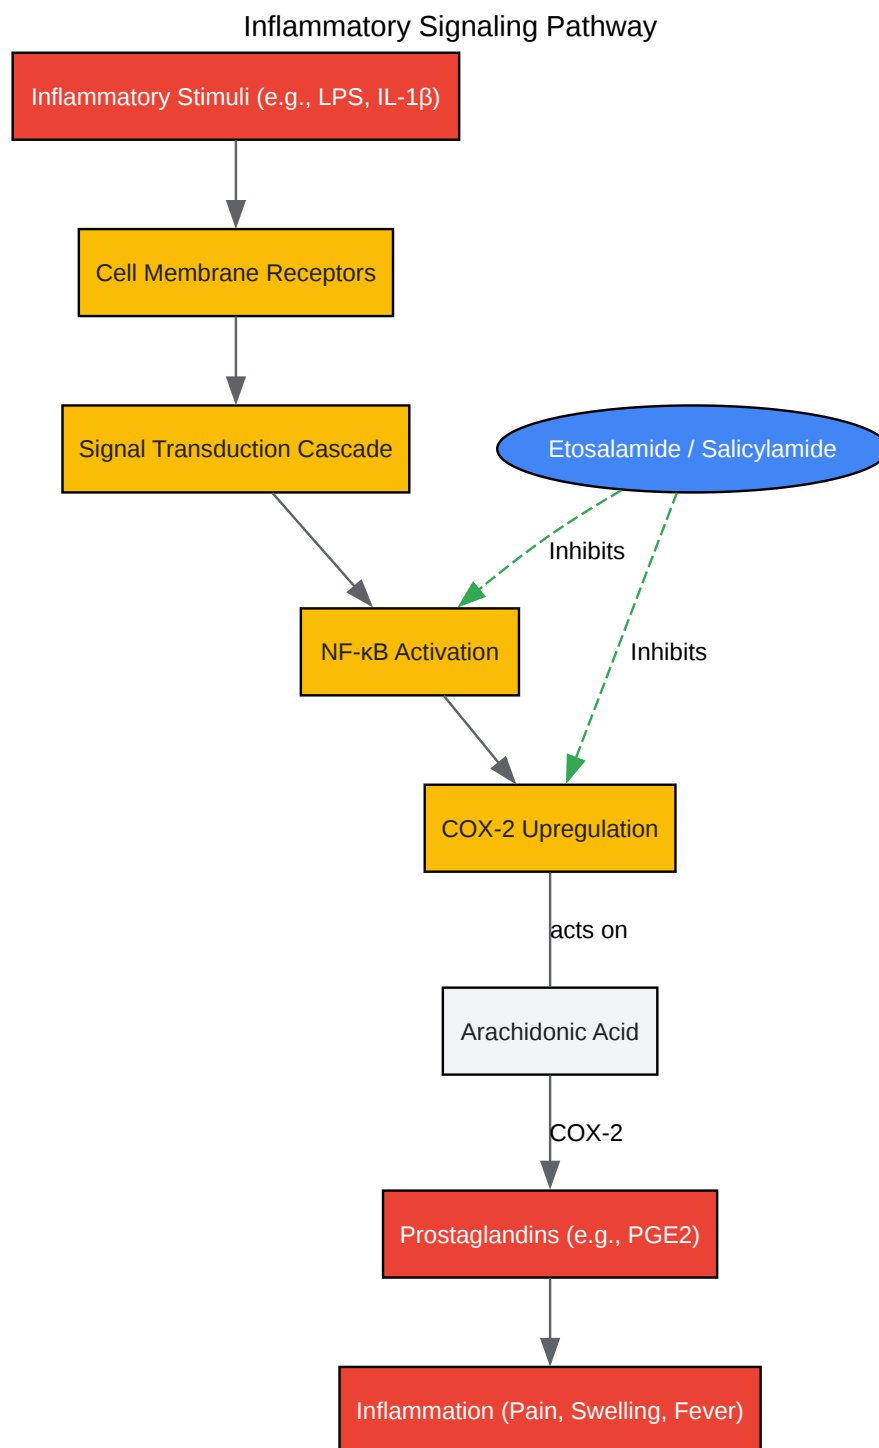 Inflammatory Signaling Pathway
Inflammatory Stimuli (e.g., LPS, IL-1β)
Cell Membrane Receptors
Signal Transduction Cascade
Etosalamide / Salicylamide
Inhibits
NF-κB Activation
Inhibits
COX-2 Upregulation
acts on
Arachidonic Acid
COX-2
Prostaglandins (e.g., PGE2)
Inflammation (Pain, Swelling, Fever)